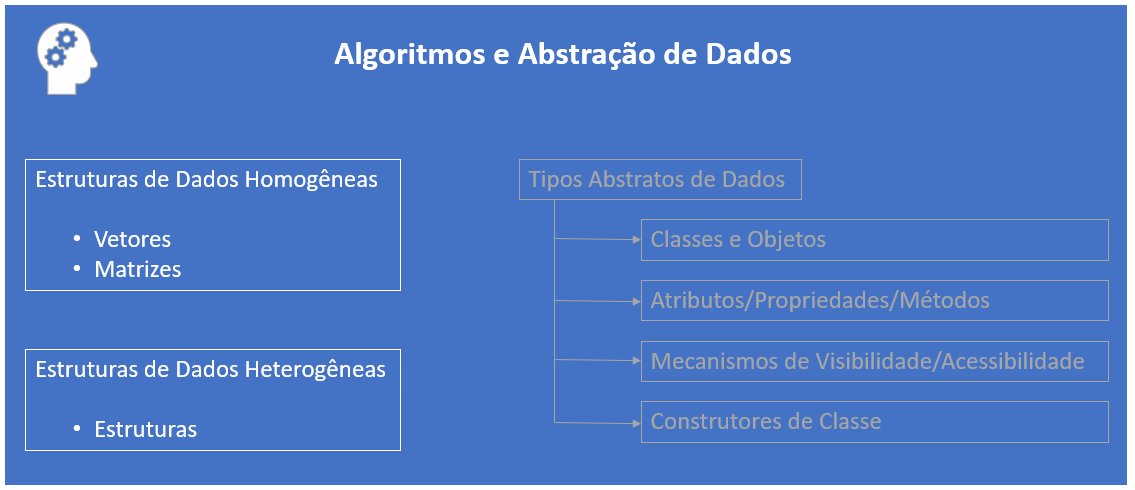 Algoritmos e Abstração de Dados
Estruturas de Dados Homogêneas
• Vetores
• Matrizes
Estruturas de Dados Heterogêneas
• Estruturas
Tipos Abstratos de Dados
Classes e Objetos
Atributos/Propriedades/Métodos
Mecanismos de Visibilidade/Acessibilidade
Construtores de Classe